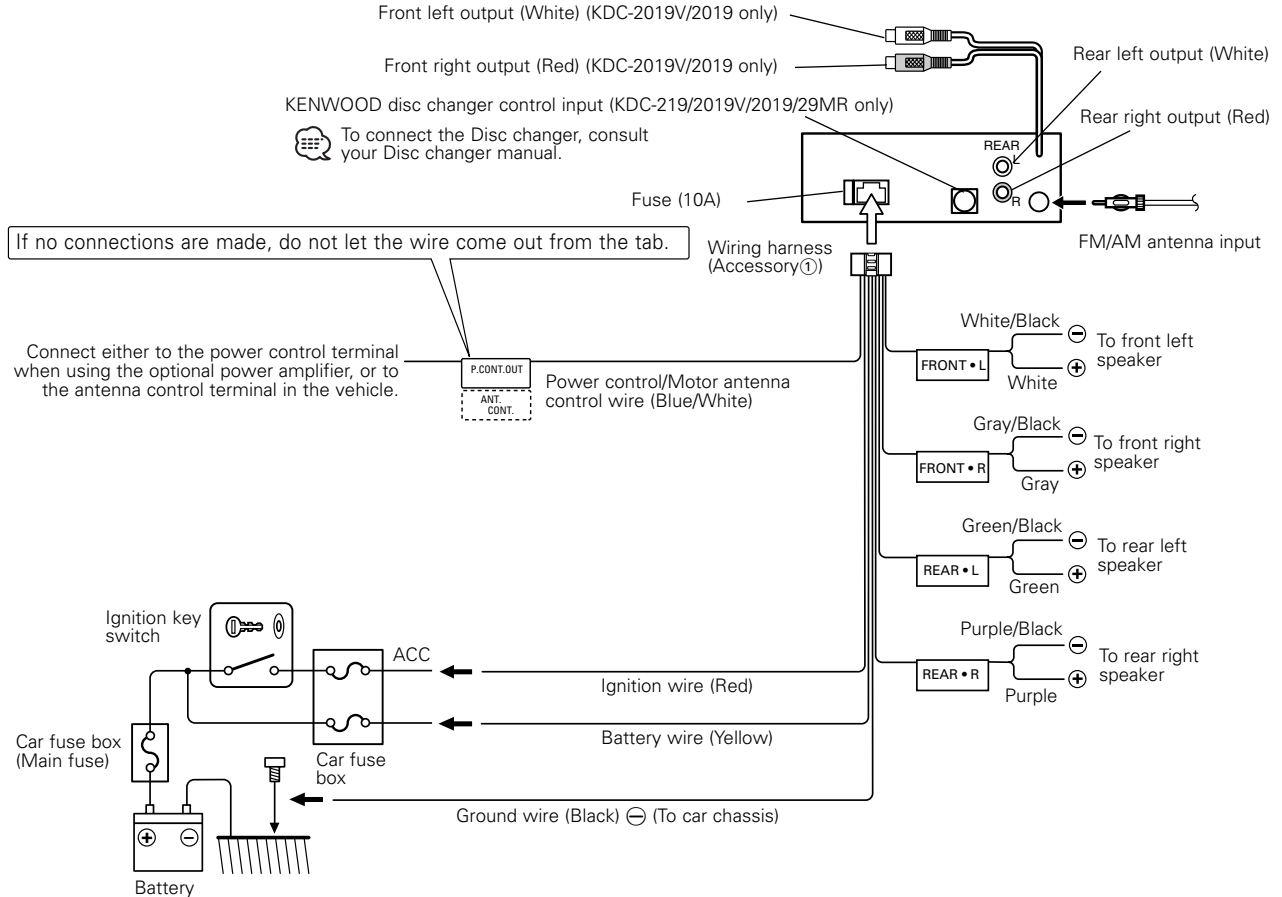 Front left output (White) (KDC-2019V/2019 only)
Front right output (Red) (KDC-2019V/2019 only)
Rear left output (White)
Rear right output (Red)
KENWOOD disc changer control input (KDC-219/2019V/2019/29MR only)
To connect the Disc changer, consult
your Disc changer manual.
REAR
L
R
Fuse (10A)
FM/AM antenna input
If no connections are made, do not let the wire come out from the tab.
Wiring harness
(Accessory①)
Connect either to the power control terminal
when using the optional power amplifier, or to
the antenna control terminal in the vehicle.
P.CONT.OUT
ANT.
CONT.
Power control/Motor antenna
control wire (Blue/White)
White/Black
⊖
FRONT • L
To front left
speaker
White
⊕
Gray/Black
⊖
FRONT • R
To front right
speaker
Gray
⊕
Green/Black
⊖
REAR • L
To rear left
speaker
Green
⊕
Purple/Black
⊖
REAR • R
To rear right
speaker
Purple
⊕
Ignition key
switch
ACC
Ignition wire (Red)
Car fuse box
(Main fuse)
Battery wire (Yellow)
Car fuse
box
Ground wire (Black) ⊖ (To car chassis)
⊕ ⊖
Battery